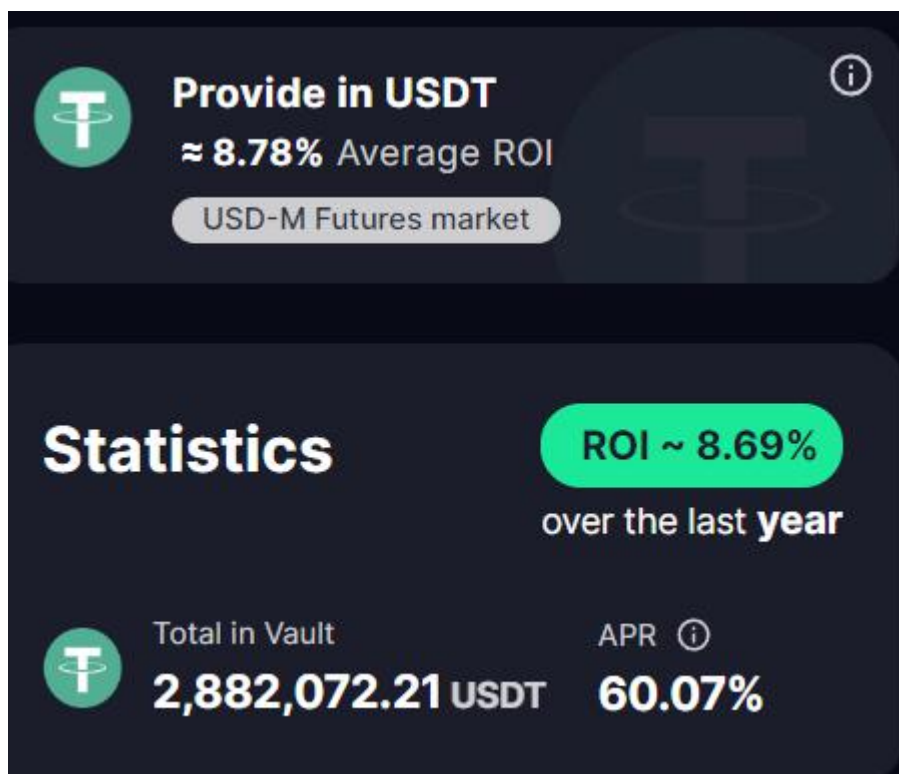 Provide in USDT
≈ 8.78% Average ROI
USD-M Futures market
Statistics
ROI ~ 8.69%
over the last year
Total in Vault
APR
2,882,072.21 USDT
60.07%